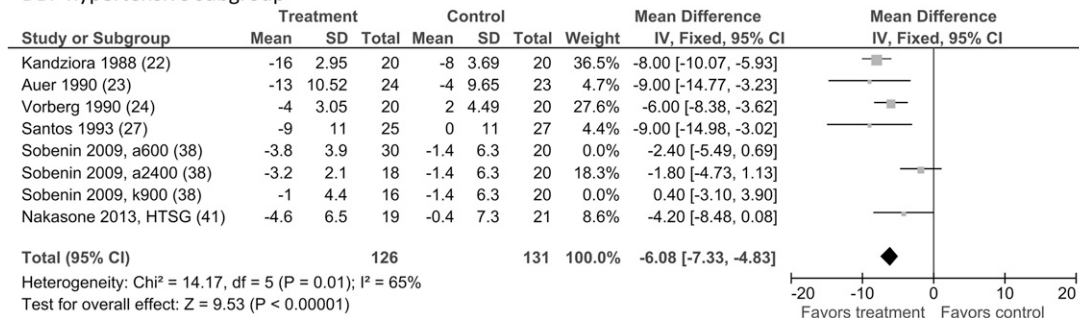 Treatment Control Mean Difference Mean Difference
Study or Subgroup Mean SD Total Mean SD Total Weight IV, Fixed, 95% CI IV, Fixed, 95% CI
Kandziora 1988 (22) -16 2.95 20 -8 3.69 20 36.5% -8.00 [-10.07, -5.93]
Auer 1990 (23) -13 10.52 24 -4 9.65 23 4.7% -9.00 [-14.77, -3.23]
Vorberg 1990 (24) -4 3.05 20 2 4.49 20 27.6% -6.00 [-8.38, -3.62]
Santos 1993 (27) -9 11 25 0 11 27 4.4% -9.00 [-14.98, -3.02]
Sobenin 2009, a600 (38) -3.8 3.9 30 -1.4 6.3 20 0.0% -2.40 [-5.49, 0.69]
Sobenin 2009, a2400 (38) -3.2 2.1 18 -1.4 6.3 20 18.3% -1.80 [-4.73, 1.13]
Sobenin 2009, k900 (38) -1 4.4 16 -1.4 6.3 20 0.0% 0.40 [-3.10, 3.90]
Nakasone 2013, HTSG (41) -4.6 6.5 19 -0.4 7.3 21 8.6% -4.20 [-8.48, 0.08]
Total (95% CI) 126 131 100.0% -6.08 [-7.33, -4.83]
Heterogeneity: Chi² = 14.17, df = 5 (P = 0.01); I² = 65%
Test for overall effect: Z = 9.53 (P < 0.00001)
-20 -10 0 10 20
Favors treatment Favors control